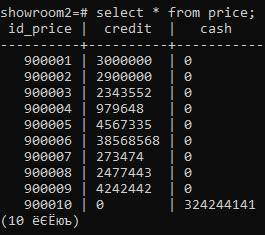 showroom2=# select * from price;
id_price | credit | cash
----------+----------+-----------
900001 | 3000000 | 0
900002 | 2900000 | 0
900003 | 2343552 | 0
900004 | 979648 | 0
900005 | 4567335 | 0
900006 | 38568568 | 0
900007 | 273474 | 0
900008 | 2477443 | 0
900009 | 4242442 | 0
900010 | 0 | 324244141
(10 ёЄЁюъ)